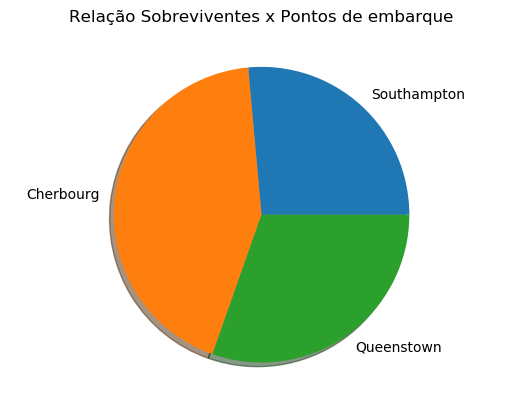 Relação Sobreviventes x Pontos de embarque
Southampton
Cherbourg
Queenstown